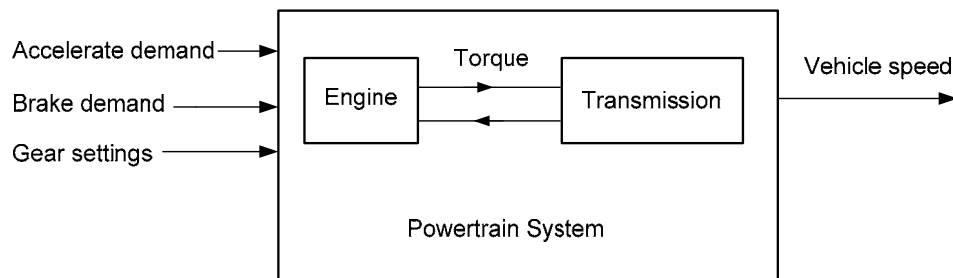 Accelerate demand
Brake demand
Gear settings
Engine
Torque
Transmission
Powertrain System
Vehicle speed